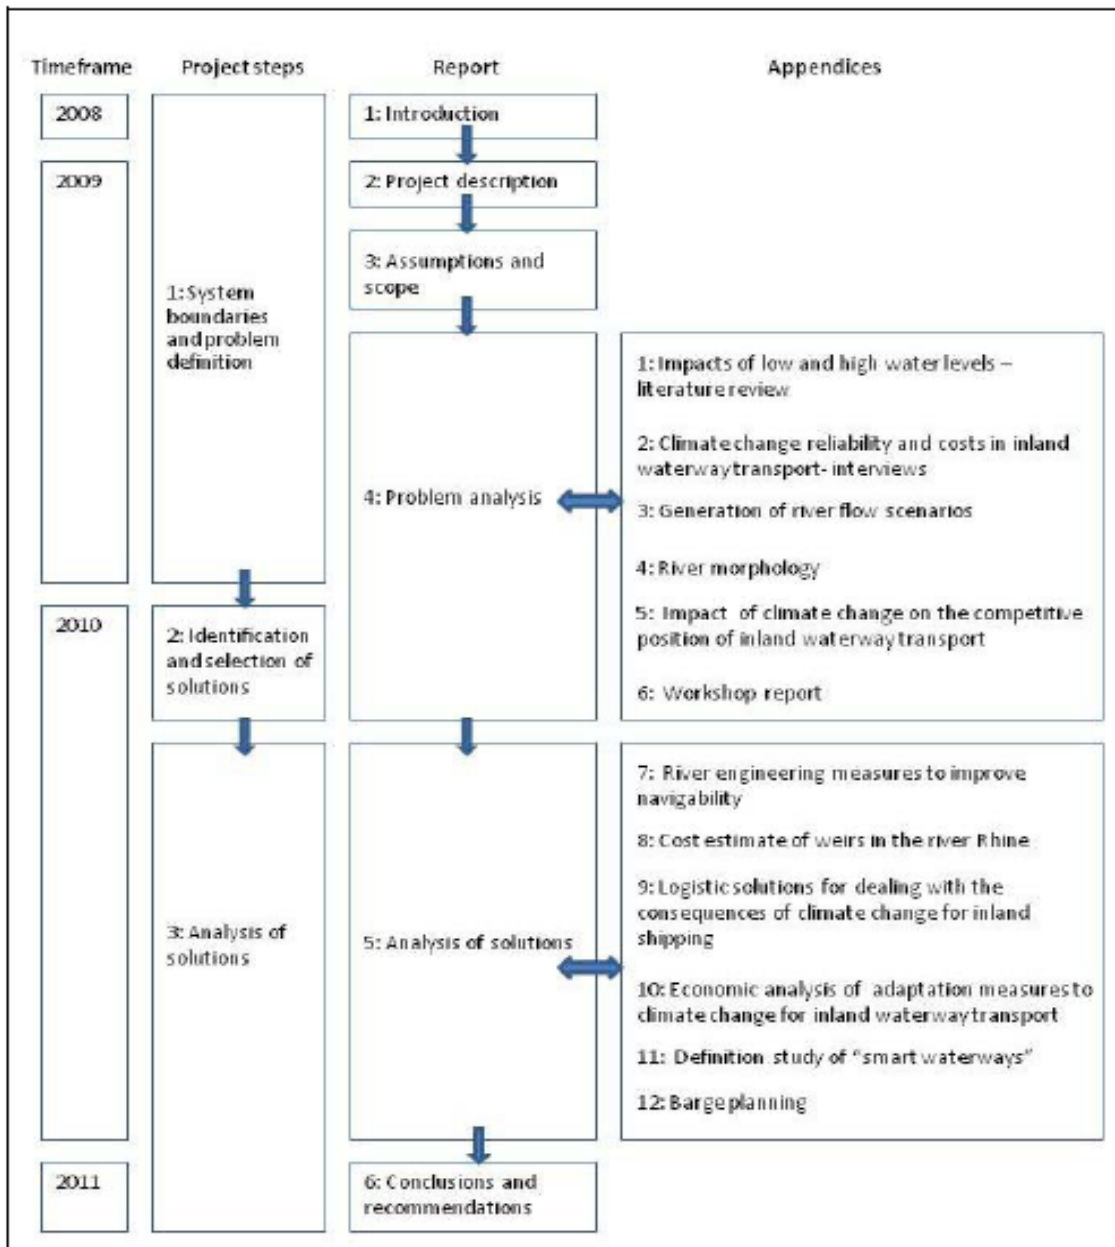 Timeframe
Project steps
Report
Appendices
2008
2009
2010
2011
1: System
boundaries
and problem
definition
2: Identification
and selection of
solutions
3: Analysis of
solutions
1: Introduction
2: Project description
3: Assumptions and
scope
4: Problem analysis
5: Analysis of solutions
6: Conclusions and
recommendations
1: Impacts of low and high water levels –
literature review
2: Climate change reliability and costs in inland
waterway transport- interviews
3: Generation of river flow scenarios
4: River morphology
5: Impact of climate change on the competitive
position of inland waterway transport
6: Workshop report
7: River engineering measures to improve
navigability
8: Cost estimate of weirs in the river Rhine
9: Logistic solutions for dealing with the
consequences of climate change for inland
shipping
10: Economic analysis of adaptation measures to
climate change for inland waterway transport
11: Definition study of “smart waterways”
12: Barge planning